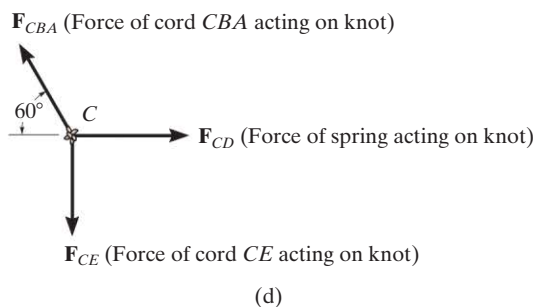 F_CBA (Force of cord CBA acting on knot)
60°
C
F_CD (Force of spring acting on knot)
F_CE (Force of cord CE acting on knot)
(d)